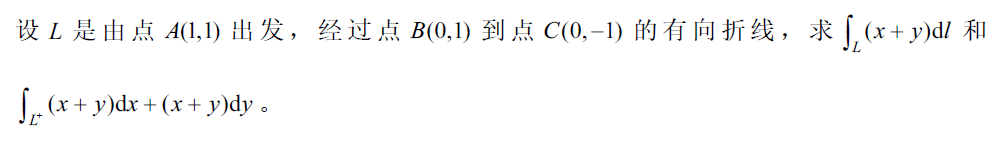 设 L 是由点 A(1,1) 出发，经过点 B(0,1) 到点 C(0,−1) 的有向折线，求 ∫_L (x + y)dl 和
∫_{L⁺} (x + y)dx + (x + y)dy 。